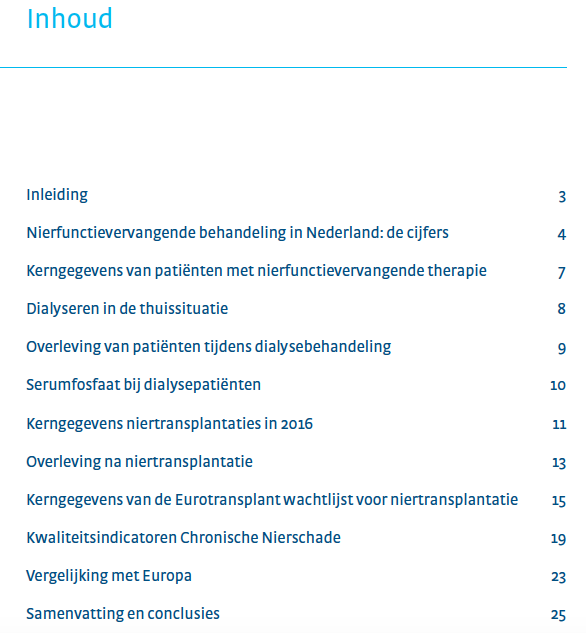 Inhoud
Inleiding 3
Nierfunctievervangende behandeling in Nederland: de cijfers 4
Kerngegevens van patiënten met nierfunctievervangende therapie 7
Dialyseren in de thuissituatie 8
Overleving van patiënten tijdens dialysebehandeling 9
Serumfosfaat bij dialysepatiënten 10
Kerngegevens niertransplantaties in 2016 11
Overleving na niertransplantatie 13
Kerngegevens van de Eurotransplant wachtlijst voor niertransplantatie 15
Kwaliteitsindicatoren Chronische Nierschade 19
Vergelijking met Europa 23
Samenvatting en conclusies 25